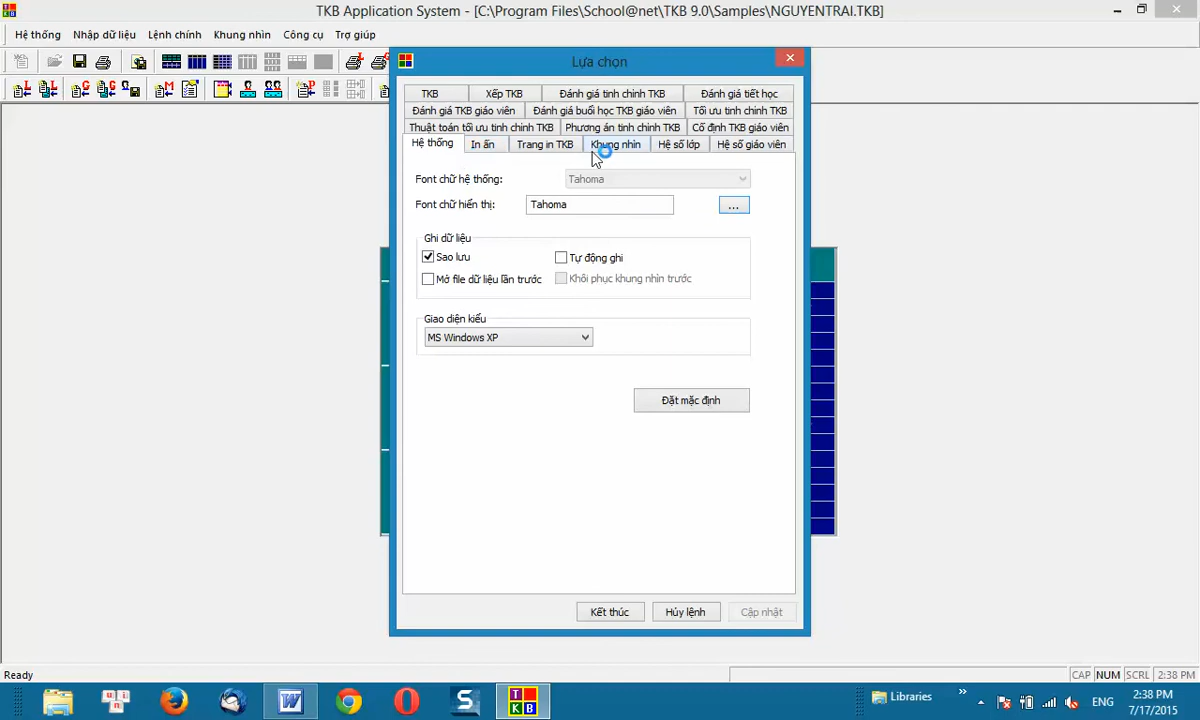 TKB Application System - [C:\Program Files\School@net\TKB 9.0\Samples\NGUYENTRAI.TKB]
Hệ thống Nhập dữ liệu Lệnh chính Khung nhìn Công cụ Trợ giúp
Lựa chọn
TKB Xếp TKB Đánh giá tinh chỉnh TKB Đánh giá tiết học
Đánh giá TKB giáo viên Đánh giá buổi học TKB giáo viên Tối ưu tinh chỉnh TKB
Thuật toán tối ưu tinh chỉnh TKB Phương án tinh chỉnh TKB Cố định TKB giáo viên
Hệ thống In ấn Trang in TKB Khung nhìn Hệ số lớp Hệ số giáo viên
Font chữ hệ thống: Tahoma
Font chữ hiển thị: Tahoma ...
Ghi dữ liệu
Sao lưu Tự động ghi
Mở file dữ liệu lần trước Khôi phục khung nhìn trước
Giao diện kiểu
MS Windows XP
Đặt mặc định
Kết thúc Hủy lệnh Cập nhật
Ready CAP NUM SCRL 2:38 PM
Libraries ENG 2:38 PM
7/17/2015
T K B